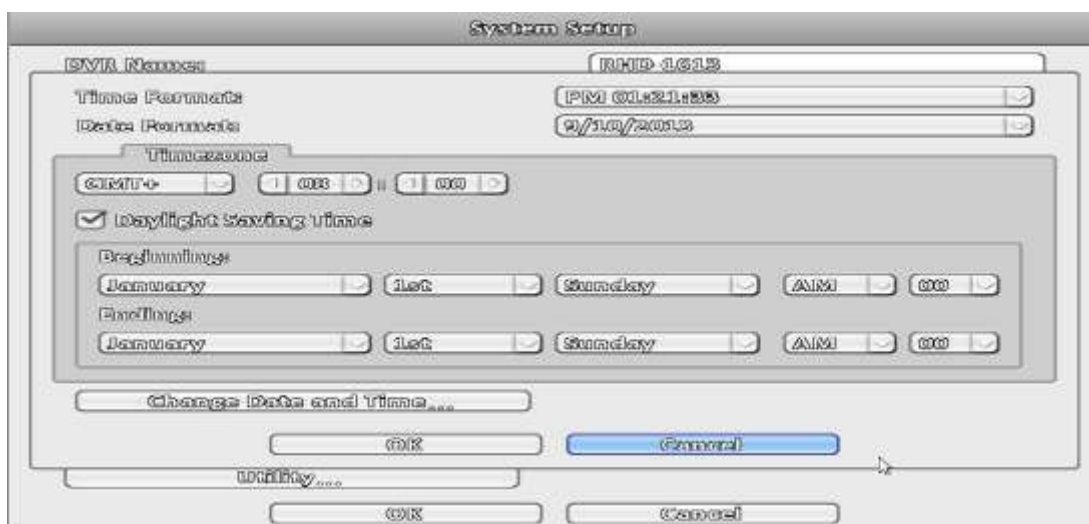 System Setup
DVR Name: RHD 1613
Time Format: PM 01:21:33
Date Format: 9/10/2013
Timezone
GMT+ 08 : 00
Daylight Saving Time
Beginning:
January 1st Sunday AM 00
Ending:
January 1st Sunday AM 00
Change Date and Time....
OK Cancel
Utility....
OK Cancel